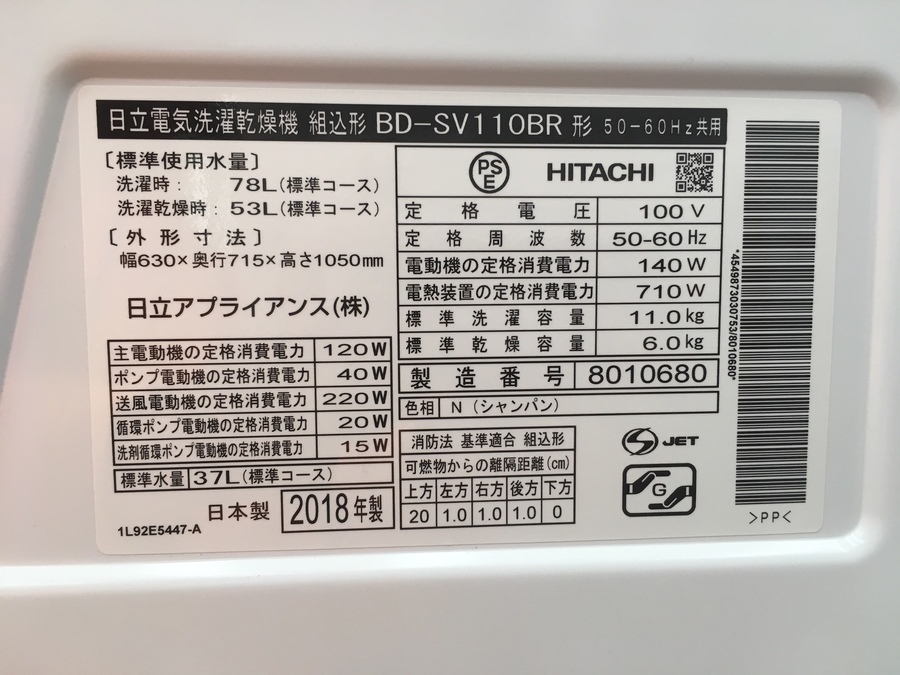 日立電気洗濯乾燥機 組込形 BD-SV110BR 形 50-60Hz共用
〔標準使用水量〕
洗濯時: 78L(標準コース)
洗濯乾燥時: 53L(標準コース)
〔外形寸法〕
幅630×奥行715×高さ1050mm
日立アプライアンス(株)
主電動機の定格消費電力 120W
ポンプ電動機の定格消費電力 40W
送風電動機の定格消費電力 220W
循環ポンプ電動機の定格消費電力 20W
洗剤循環ポンプ電動機の定格消費電力 15W
標準水量 37L(標準コース)
日本製 2018年製
1L92E5447-A
PSE HITACHI
定格電圧 100V
定格周波数 50-60Hz
電動機の定格消費電力 140W
電熱装置の定格消費電力 710W
標準洗濯容量 11.0kg
標準乾燥容量 6.0kg
製造番号 8010680
色相 N(シャンパン)
消防法 基準適合 組込形
可燃物からの離隔距離(cm)
上方 左方 右方 後方 下方
20 1.0 1.0 1.0 0
S JET
G
*4549873030753/8010680*
>PP<